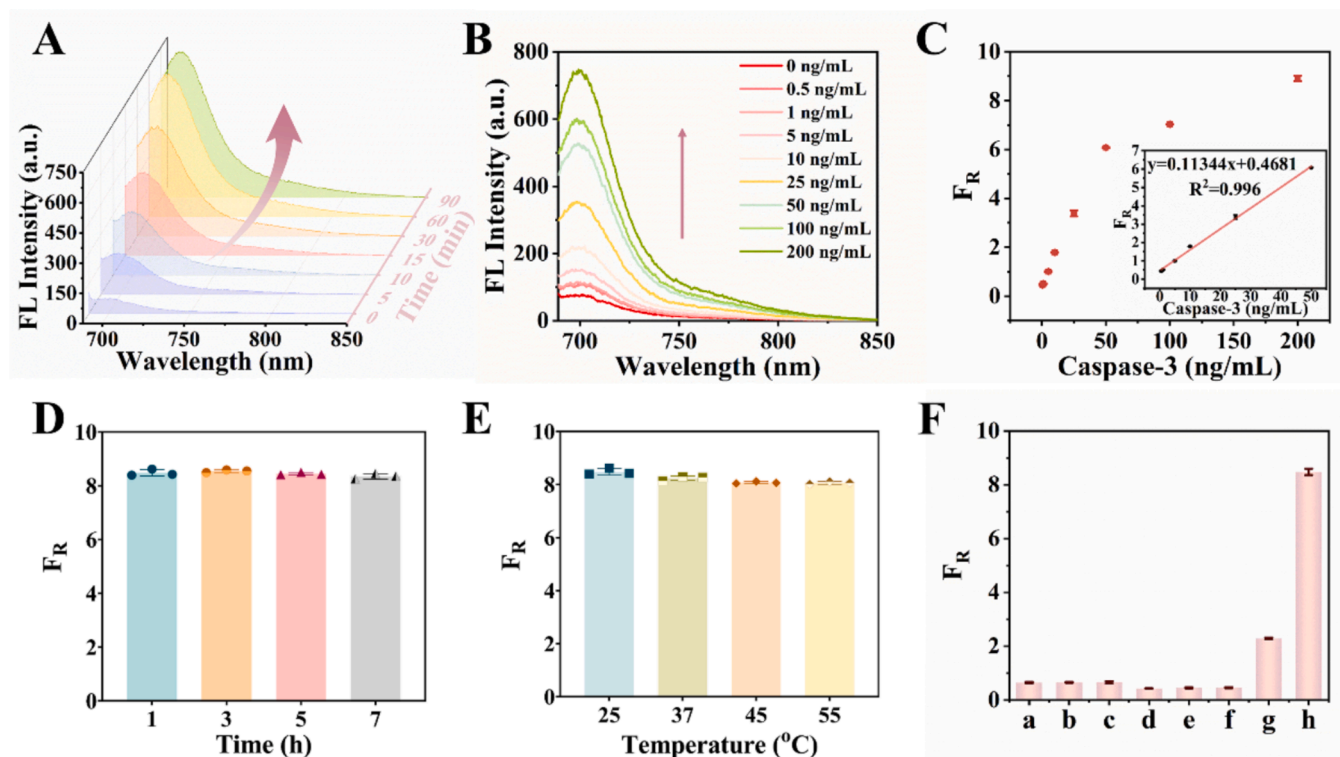 A
FL Intensity (a.u.)
750
600
450
300
150
0
700
750
800
850
Wavelength (nm)
0
5
10
15
30
60
90
Time (min)
B
FL Intensity (a.u.)
800
600
400
200
0
700
750
800
850
Wavelength (nm)
0 ng/mL
0.5 ng/mL
1 ng/mL
5 ng/mL
10 ng/mL
25 ng/mL
50 ng/mL
100 ng/mL
200 ng/mL
C
FR
10
8
6
4
2
0
0
50
100
150
200
Caspase-3 (ng/mL)
y=0.11344x+0.4681
R2=0.996
FR
7
6
5
4
3
2
1
0
0
10
20
30
40
50
Caspase-3 (ng/mL)
D
FR
10
8
6
4
2
0
1
3
5
7
Time (h)
E
FR
10
8
6
4
2
0
25
37
45
55
Temperature (oC)
F
FR
10
8
6
4
2
0
a
b
c
d
e
f
g
h